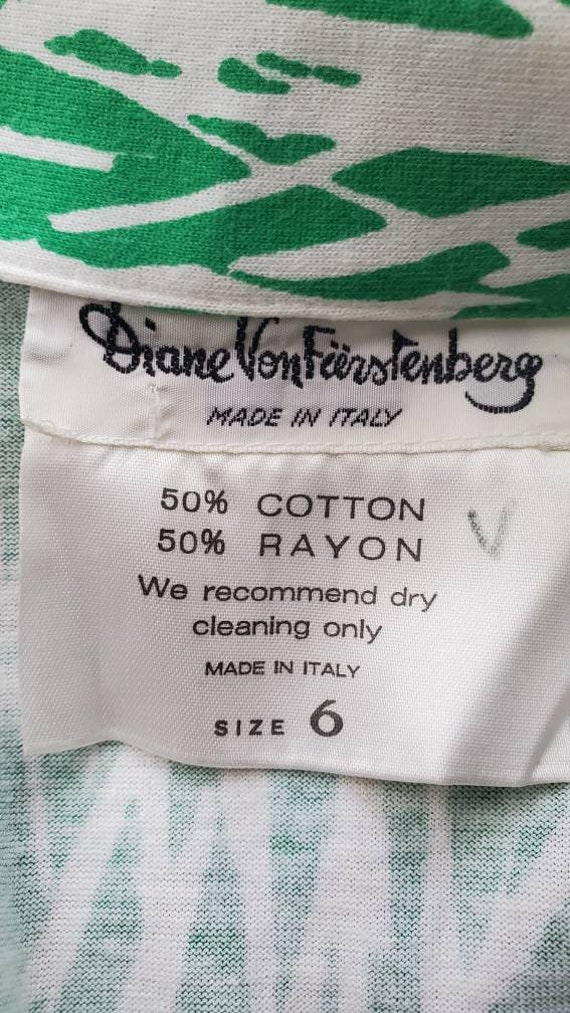 Diane Von Fürstenberg
MADE IN ITALY
50% COTTON
50% RAYON
V
We recommend dry
cleaning only
MADE IN ITALY
SIZE 6